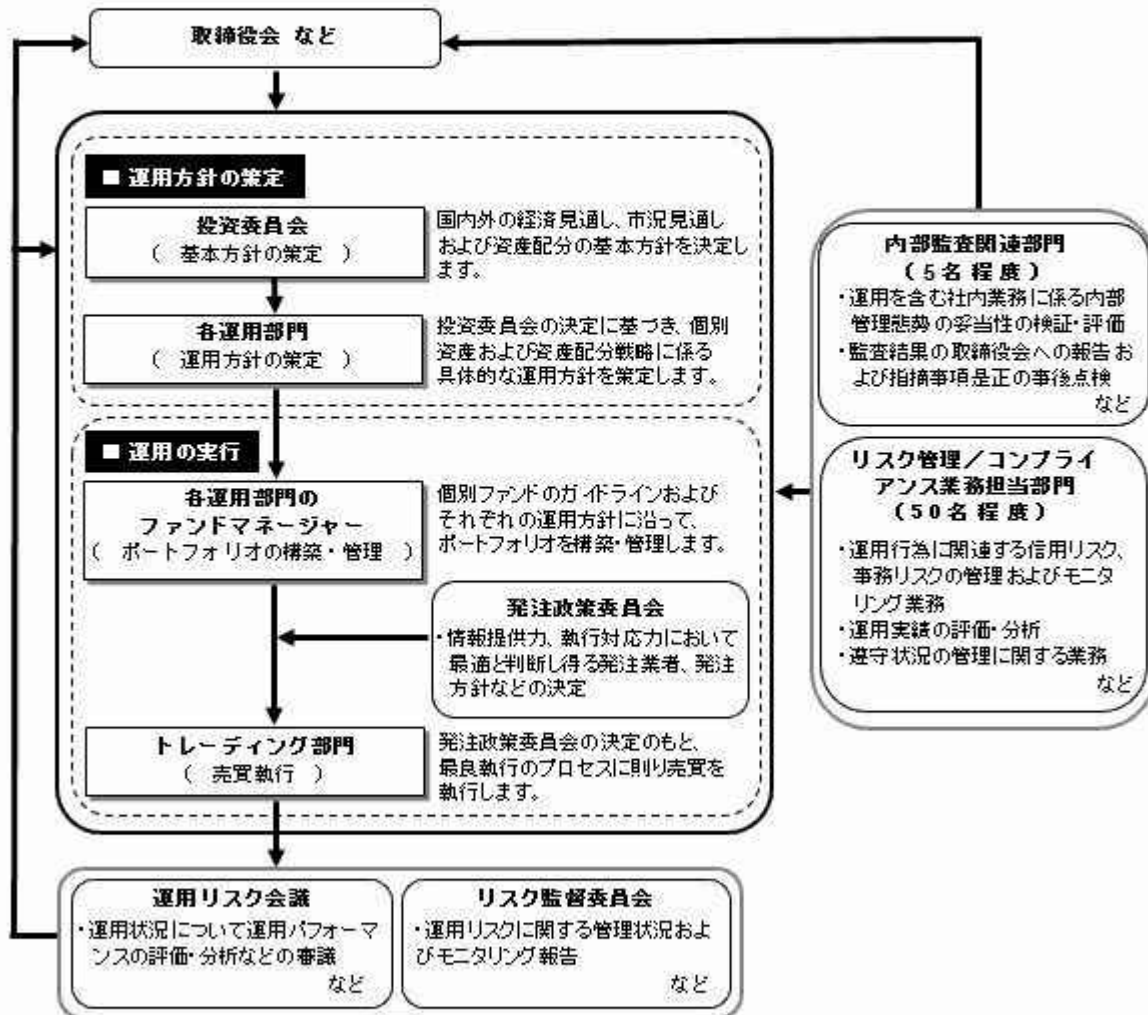 取締役会 など
■ 運用方針の策定
投資委員会
( 基本方針の策定 )
国内外の経済見通し、市況見通し
および資産配分の基本方針を決定し
ます。
各運用部門
( 運用方針の策定 )
投資委員会の決定に基づき、個別
資産および資産配分戦略に係る
具体的な運用方針を策定します。
■ 運用の実行
各運用部門の
ファンドマネージャー
( ポートフォリオの構築・管理 )
個別ファンドのガイドラインおよび
それぞれの運用方針に沿って、
ポートフォリオを構築・管理します。
発注政策委員会
・情報提供力、執行対応力において
最適と判断し得る発注業者、発注
方針などの決定
トレーディング部門
( 売買執行 )
発注政策委員会の決定のもと、
最良執行のプロセスに則り売買を
執行します。
内部監査関連部門
(5名程度)
・運用を含む社内業務に係る内部
管理態勢の妥当性の検証・評価
・監査結果の取締役会への報告お
よび指摘事項是正の事後点検
など
リスク管理/コンプライ
アンス業務担当部門
(50名程度)
・運用行為に関連する信用リスク、
事務リスクの管理およびモニタ
リング業務
・運用実績の評価・分析
・遵守状況の管理に関する業務
など
運用リスク会議
・運用状況について運用パフォーマ
ンスの評価・分析などの審議
など
リスク監督委員会
・運用リスクに関する管理状況およ
びモニタリング報告
など